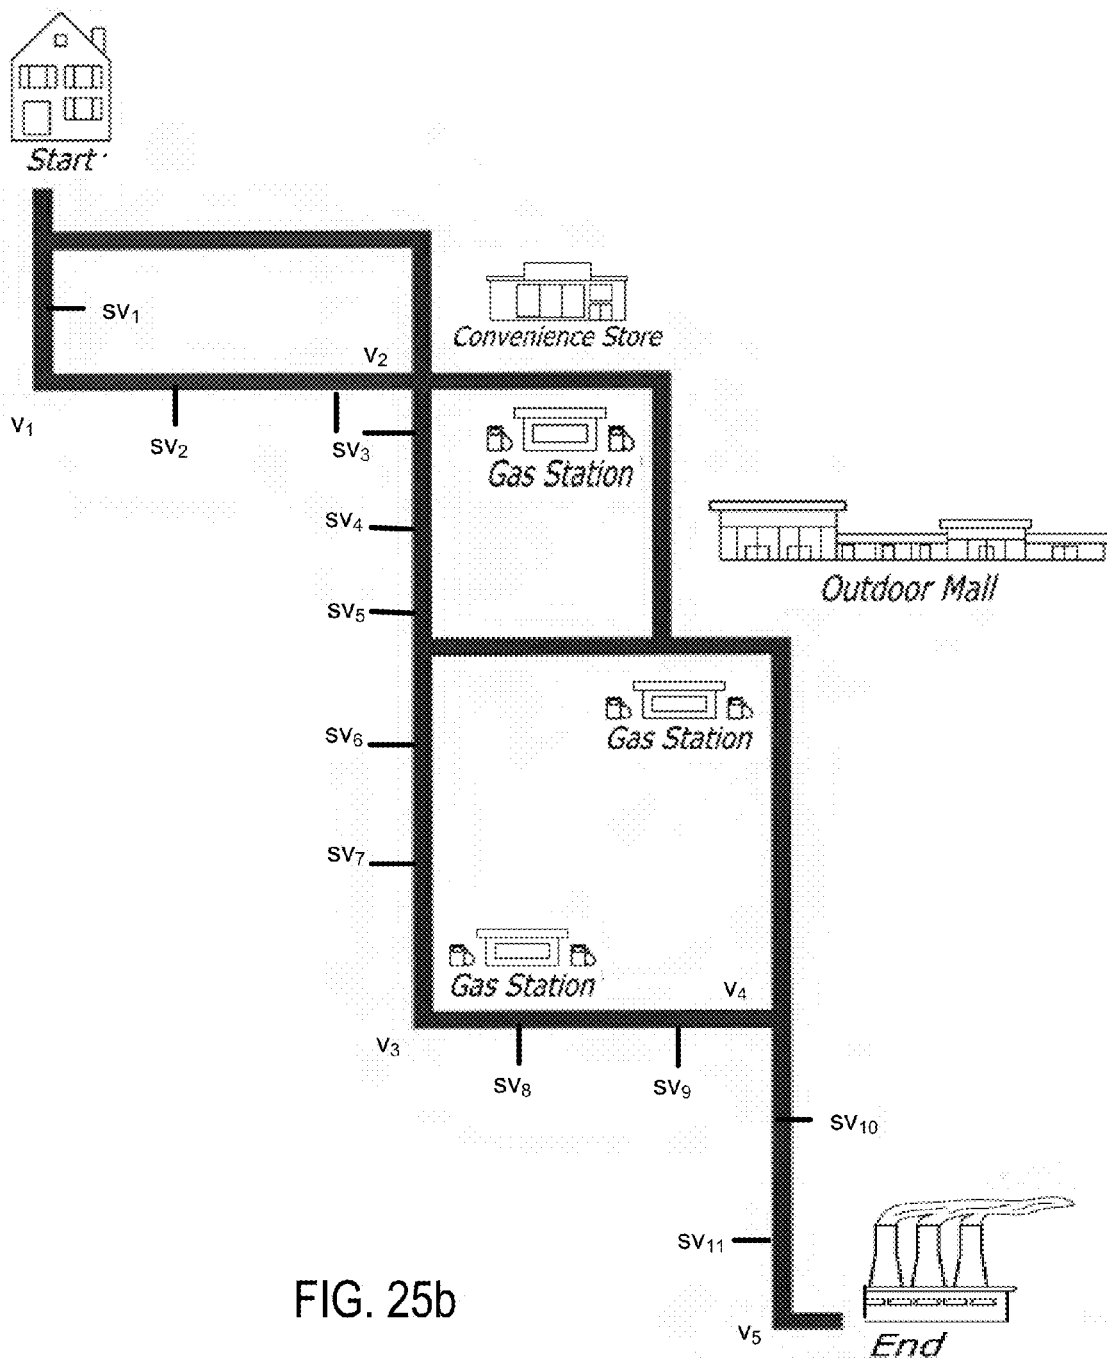 Start
sv₁
Convenience Store
v₂
v₁
sv₂
sv₃
Gas Station
sv₄
Outdoor Mall
sv₅
Gas Station
sv₆
sv₇
Gas Station
v₄
v₃
sv₈
sv₉
sv₁₀
sv₁₁
FIG. 25b
v₅
End